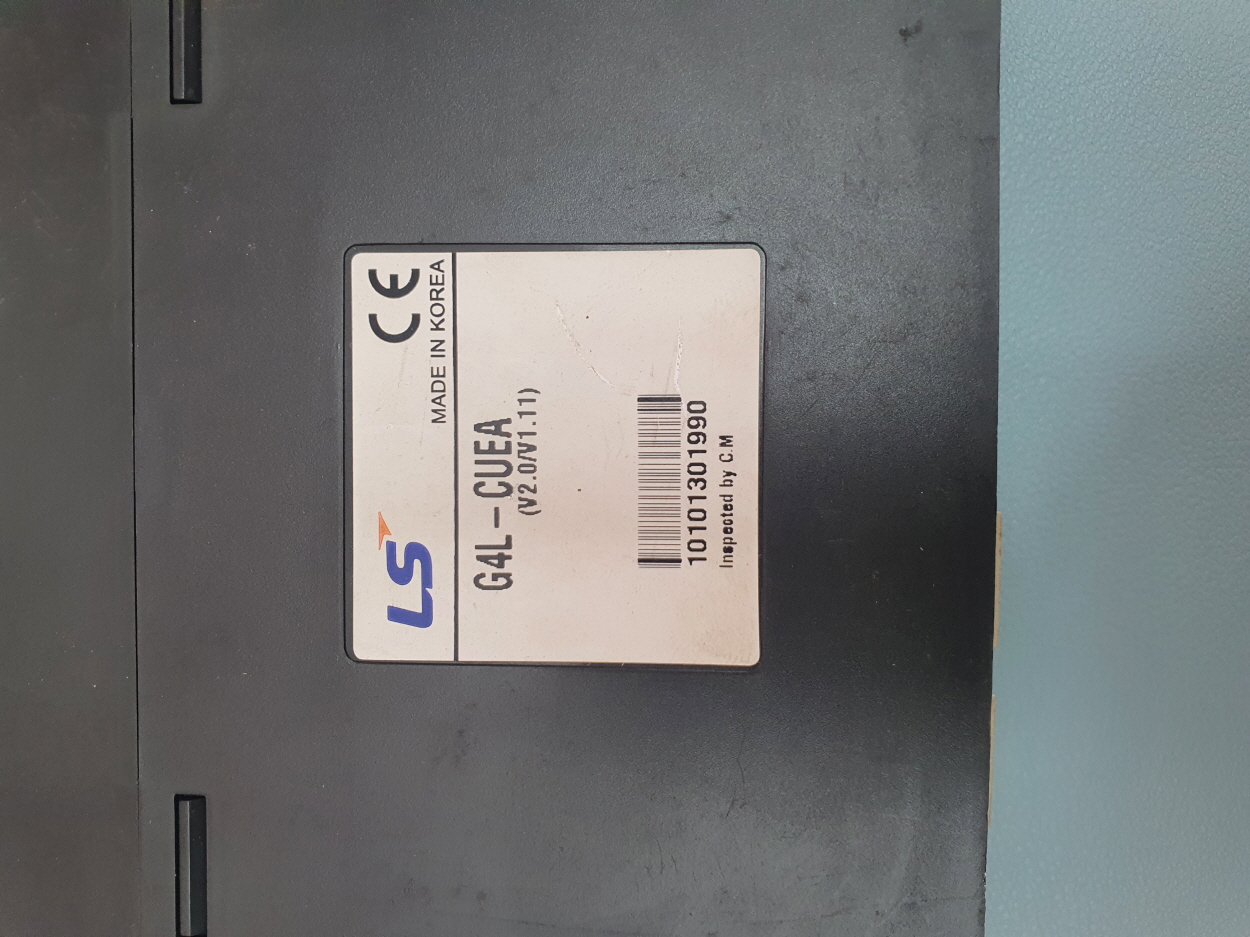 LS
CE
MADE IN KOREA
G4L-CUEA
(V2.0/V1.11)
10101301990
Inspected by C.M